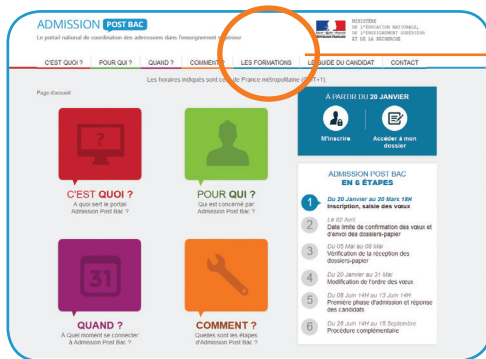 ADMISSION POST BAC
Le portail national de coordination des admissions dans l'enseignement supérieur
MINISTÈRE
DE L'ÉDUCATION NATIONALE,
DE L'ENSEIGNEMENT SUPÉRIEUR
ET DE LA RECHERCHE
C'EST QUOI ? POUR QUI ? QUAND ? COMMENT ? LES FORMATIONS LE GUIDE DU CANDIDAT CONTACT
Les horaires indiqués sont ceux de France métropolitaine (GMT+1).
Page d'accueil
À PARTIR DU 20 JANVIER
M'inscrire
Accéder à mon
dossier
?
C'EST QUOI ?
A quoi sert le portail
Admission Post Bac ?
POUR QUI ?
Qui est concerné par
Admission Post Bac ?
31
QUAND ?
À Quel moment se connecter
à Admission Post Bac ?
COMMENT ?
Quelles sont les étapes
d'Admission Post Bac ?
ADMISSION POST BAC
EN 6 ÉTAPES
1 Du 20 Janvier au 20 Mars 18H
Inscription, saisie des vœux
2 Le 02 Avril
Date limite de confirmation des vœux et
d'envoi des dossiers-papier
3 Du 05 Mai au 08 Mai
Vérification de la réception des
dossiers-papier
4 Du 20 Janvier au 31 Mai
Modification de l'ordre des vœux
5 Du 08 Juin 14H au 13 Juin 14H
Première phase d'admission et réponse
des candidats
6 Du 26 Juin 14H au 15 Septembre
Procédure complémentaire